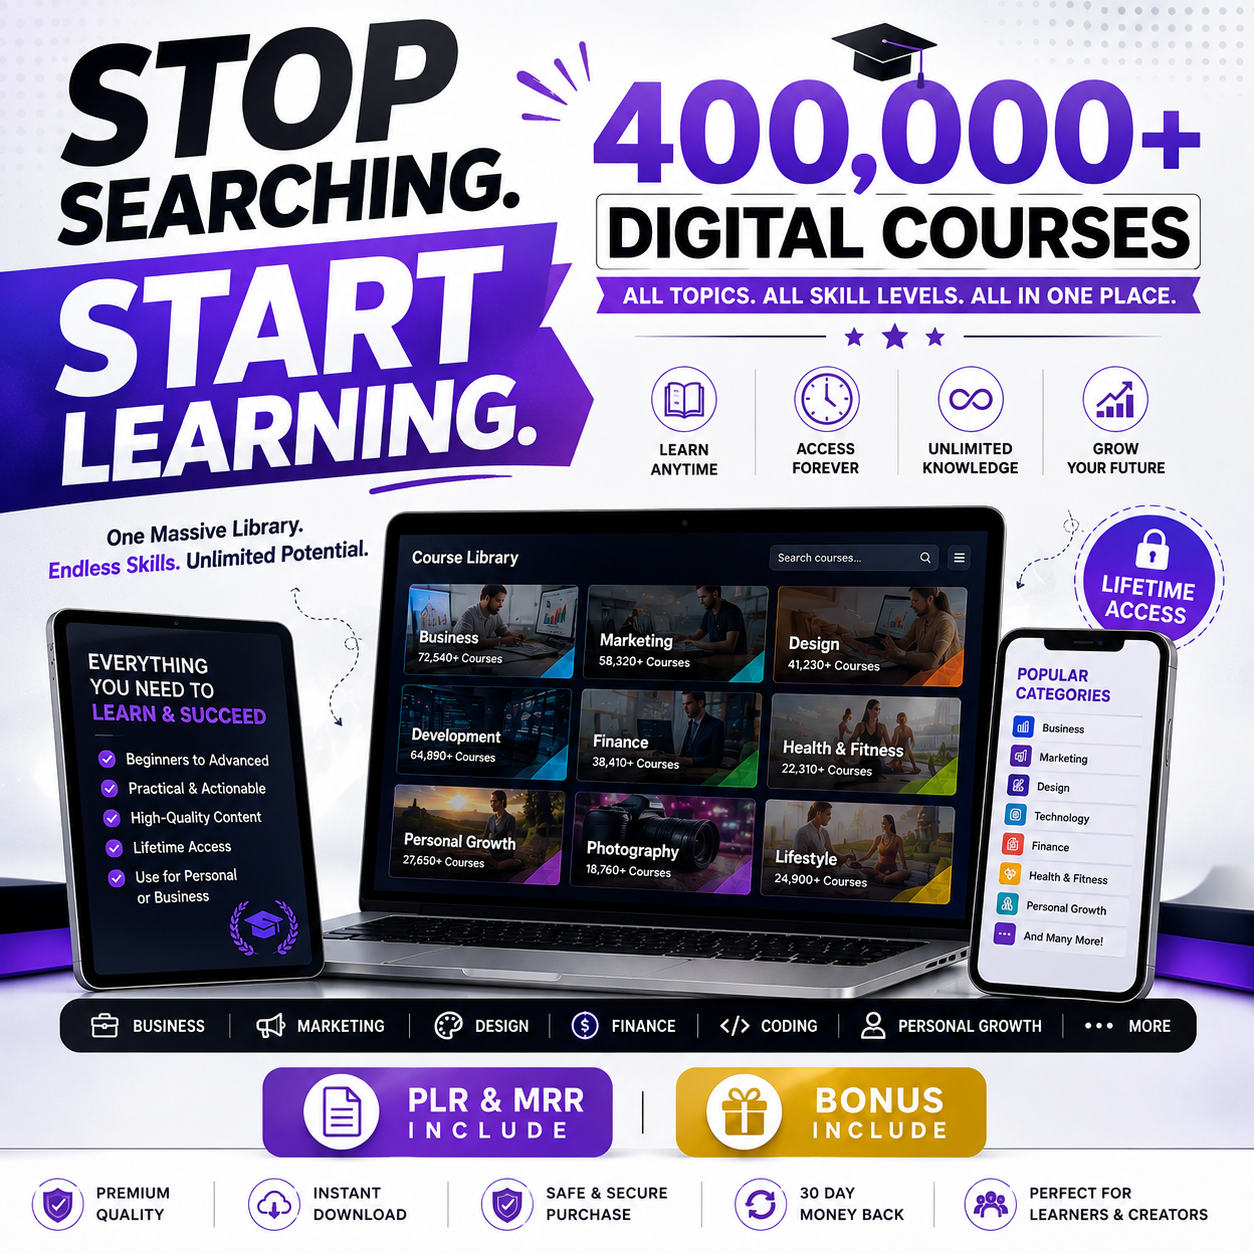 STOP
SEARCHING.
START
LEARNING.
One Massive Library.
Endless Skills. Unlimited Potential.
400,000+
DIGITAL COURSES
ALL TOPICS. ALL SKILL LEVELS. ALL IN ONE PLACE.
LEARN
ANYTIME
ACCESS
FOREVER
UNLIMITED
KNOWLEDGE
GROW
YOUR FUTURE
LIFETIME
ACCESS
EVERYTHING
YOU NEED TO
LEARN & SUCCEED
Beginners to Advanced
Practical & Actionable
High-Quality Content
Lifetime Access
Use for Personal
or Business
Course Library
Search courses...
Business
72,540+ Courses
Marketing
58,320+ Courses
Design
41,230+ Courses
Development
64,890+ Courses
Finance
38,410+ Courses
Health & Fitness
22,310+ Courses
Personal Growth
27,650+ Courses
Photography
18,760+ Courses
Lifestyle
24,900+ Courses
POPULAR
CATEGORIES
Business
Marketing
Design
Technology
Finance
Health & Fitness
Personal Growth
And Many More!
BUSINESS
MARKETING
DESIGN
$ FINANCE
</> CODING
PERSONAL GROWTH
MORE
PLR & MRR
INCLUDE
BONUS
INCLUDE
PREMIUM
QUALITY
INSTANT
DOWNLOAD
SAFE & SECURE
PURCHASE
30 DAY
MONEY BACK
PERFECT FOR
LEARNERS & CREATORS